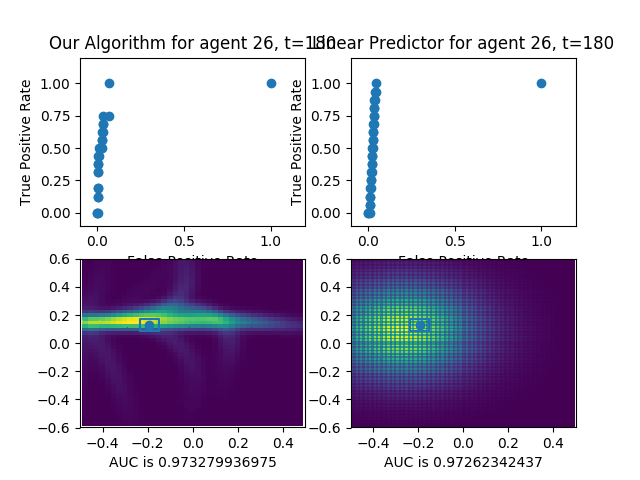 Our Algorithm for agent 26, t=180
Linear Predictor for agent 26, t=180
True Positive Rate
1.00
0.75
0.50
0.25
0.00
0.0 0.5 1.0
False Positive Rate
True Positive Rate
1.00
0.75
0.50
0.25
0.00
0.0 0.5 1.0
False Positive Rate
0.6
0.4
0.2
0.0
−0.2
−0.4
−0.6
−0.4 −0.2 0.0 0.2 0.4
AUC is 0.973279936975
0.6
0.4
0.2
0.0
−0.2
−0.4
−0.6
−0.4 −0.2 0.0 0.2 0.4
AUC is 0.97262342437